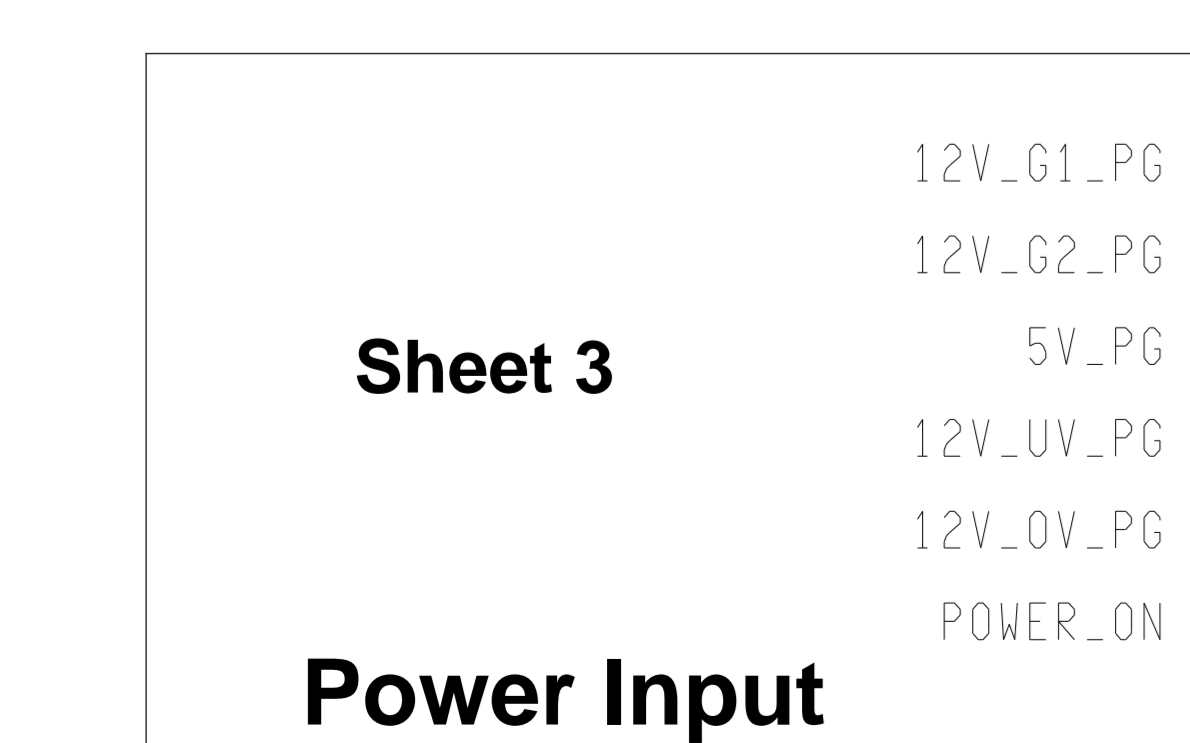 12V_G1_PG
12V_G2_PG
5V_PG
Sheet 3
12V_UV_PG
12V_OV_PG
POWER_ON
Power Input